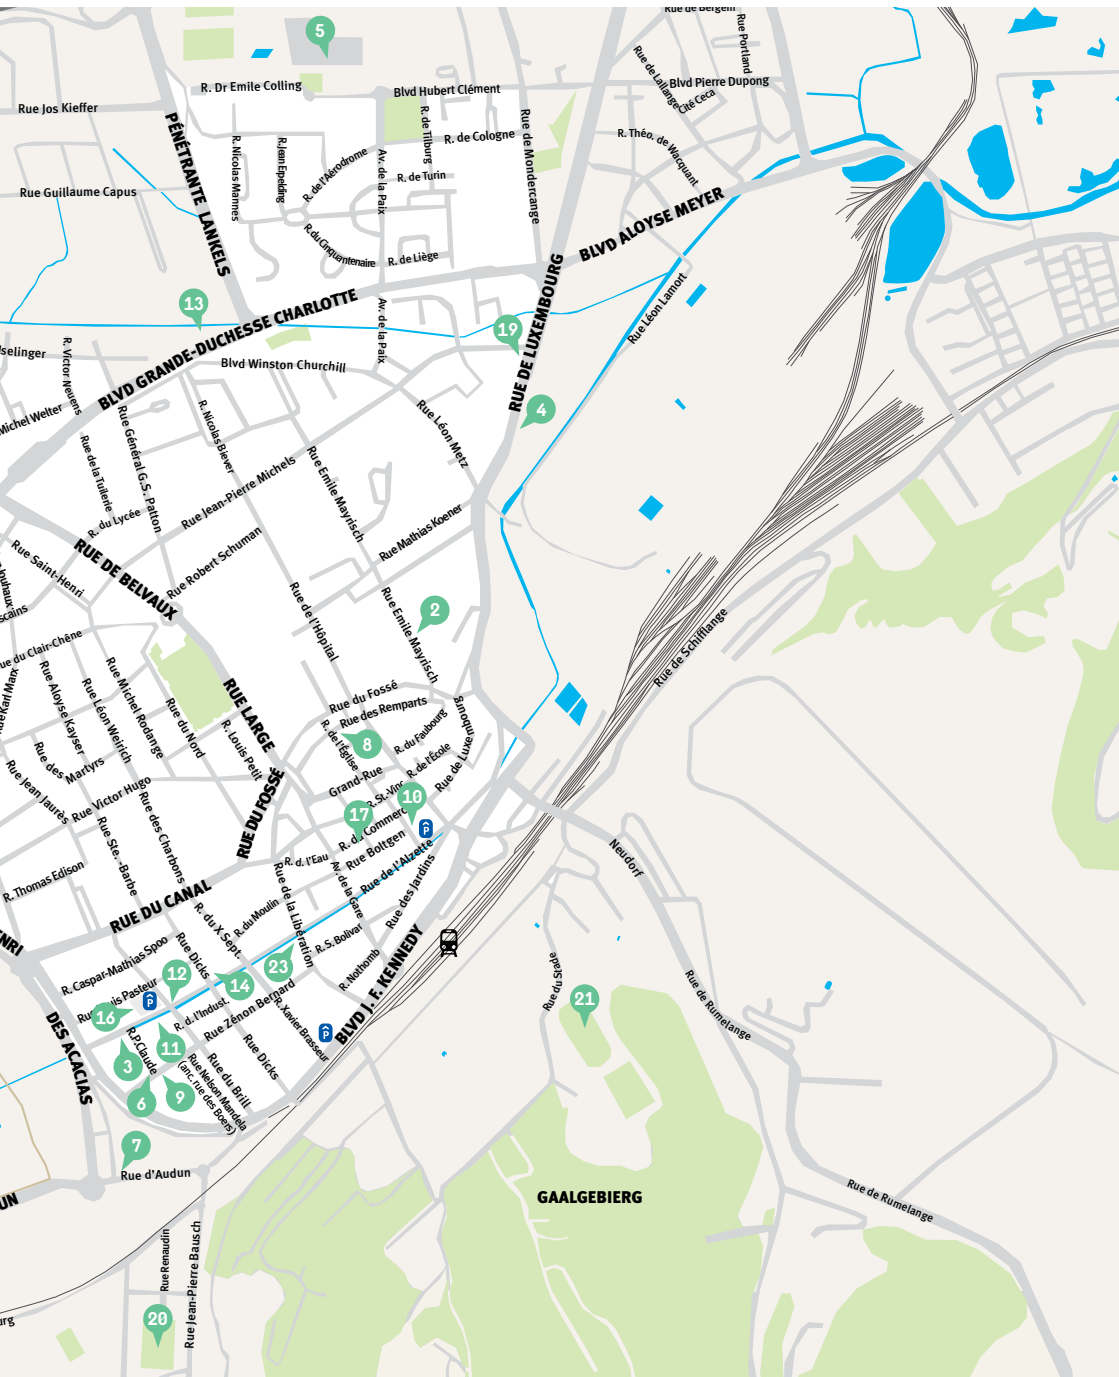 Rue de Bergem
5
Rue Portland
Rue de Lallange
R. Dr Emile Colling
Blvd Hubert Clément
Blvd Pierre Dupong
Cité Ceca
Rue Jos Kieffer
PÉNÉTRANTE LANKELS
R. Nicolas Mannes
R. Jean Erpelding
R. de l'Aérodrome
Av. de la Paix
R. de Tilburg
R. de Cologne
Rue de Mondercange
R. Théo. de Wacquant
R. de Turin
Rue Guillaume Capus
BLVD ALOYSE MEYER
R. du Cinquantenaire
R. de Liège
13
BLVD GRANDE-DUCHESSE CHARLOTTE
Av. de la Paix
19
RUE DE LUXEMBOURG
Rue Léon Lamort
R. Victor Neuens
Blvd Winston Churchill
Michel Welter
Rue Général G.S. Patton
R. Nicolas Biever
Rue Léon Metz
4
Rue de la Tuilerie
Rue Jean-Pierre Michels
Rue Emile Mayrisch
R. du Lycée
Rue Mathias Koener
RUE DE BELVAUX
Rue Saint-Henri
Rue Robert Schuman
Rue de l'Hôpital
Rue Emile Mayrisch
2
Rue de Schifflange
ue du Clair-Chêne
Karl Marx
Rue Aloyse Kayser
Rue Léon Weirich
Rue Michel Rodange
Rue du Nord
RUE LARGE
R. Louis Petit
Rue du Fossé
Rue des Remparts
R. de l'Église
8
R. du Faubourg
Rue de Luxembourg
R. de l'École
Rue des Martyrs
Rue Jean Jaurès
Rue Victor Hugo
Rue des Charbons
RUE DU FOSSÉ
Grand-Rue
R. St.-Vinc
10
17
R. du Commerc
Rue Boltgen
Rue Ste.-Barbe
R. d. l'Eau
Rue de l'Alzette
Neudorf
R. Thomas Edison
Rue de la Libération
Av. de la Gare
Rue des Jardins
RUE DU CANAL
R. du X Sept.
R. du Moulin
R. S. Bolivar
BLVD J. F. KENNEDY
ENRI
R. Caspar-Mathias Spoo
Rue Dicks
12
14
23
R. Nothomb
Rue du Stade
21
Rue de Rumelange
Rue Louis Pasteur
16
P
P
P
R. d. l'Indust.
Rue Zénon Bernard
R. Xavier Brasseur
DES ACACIAS
R.P.Claude
3
11
6
9
Rue Dicks
Rue du Brill
Rue Nelson Mandela
(anc. rue des Boers)
7
Rue d'Audun
UN
GAALGEBIERG
Rue de Rumelange
Rue Renaudin
Rue Jean-Pierre Bausch
20
urg